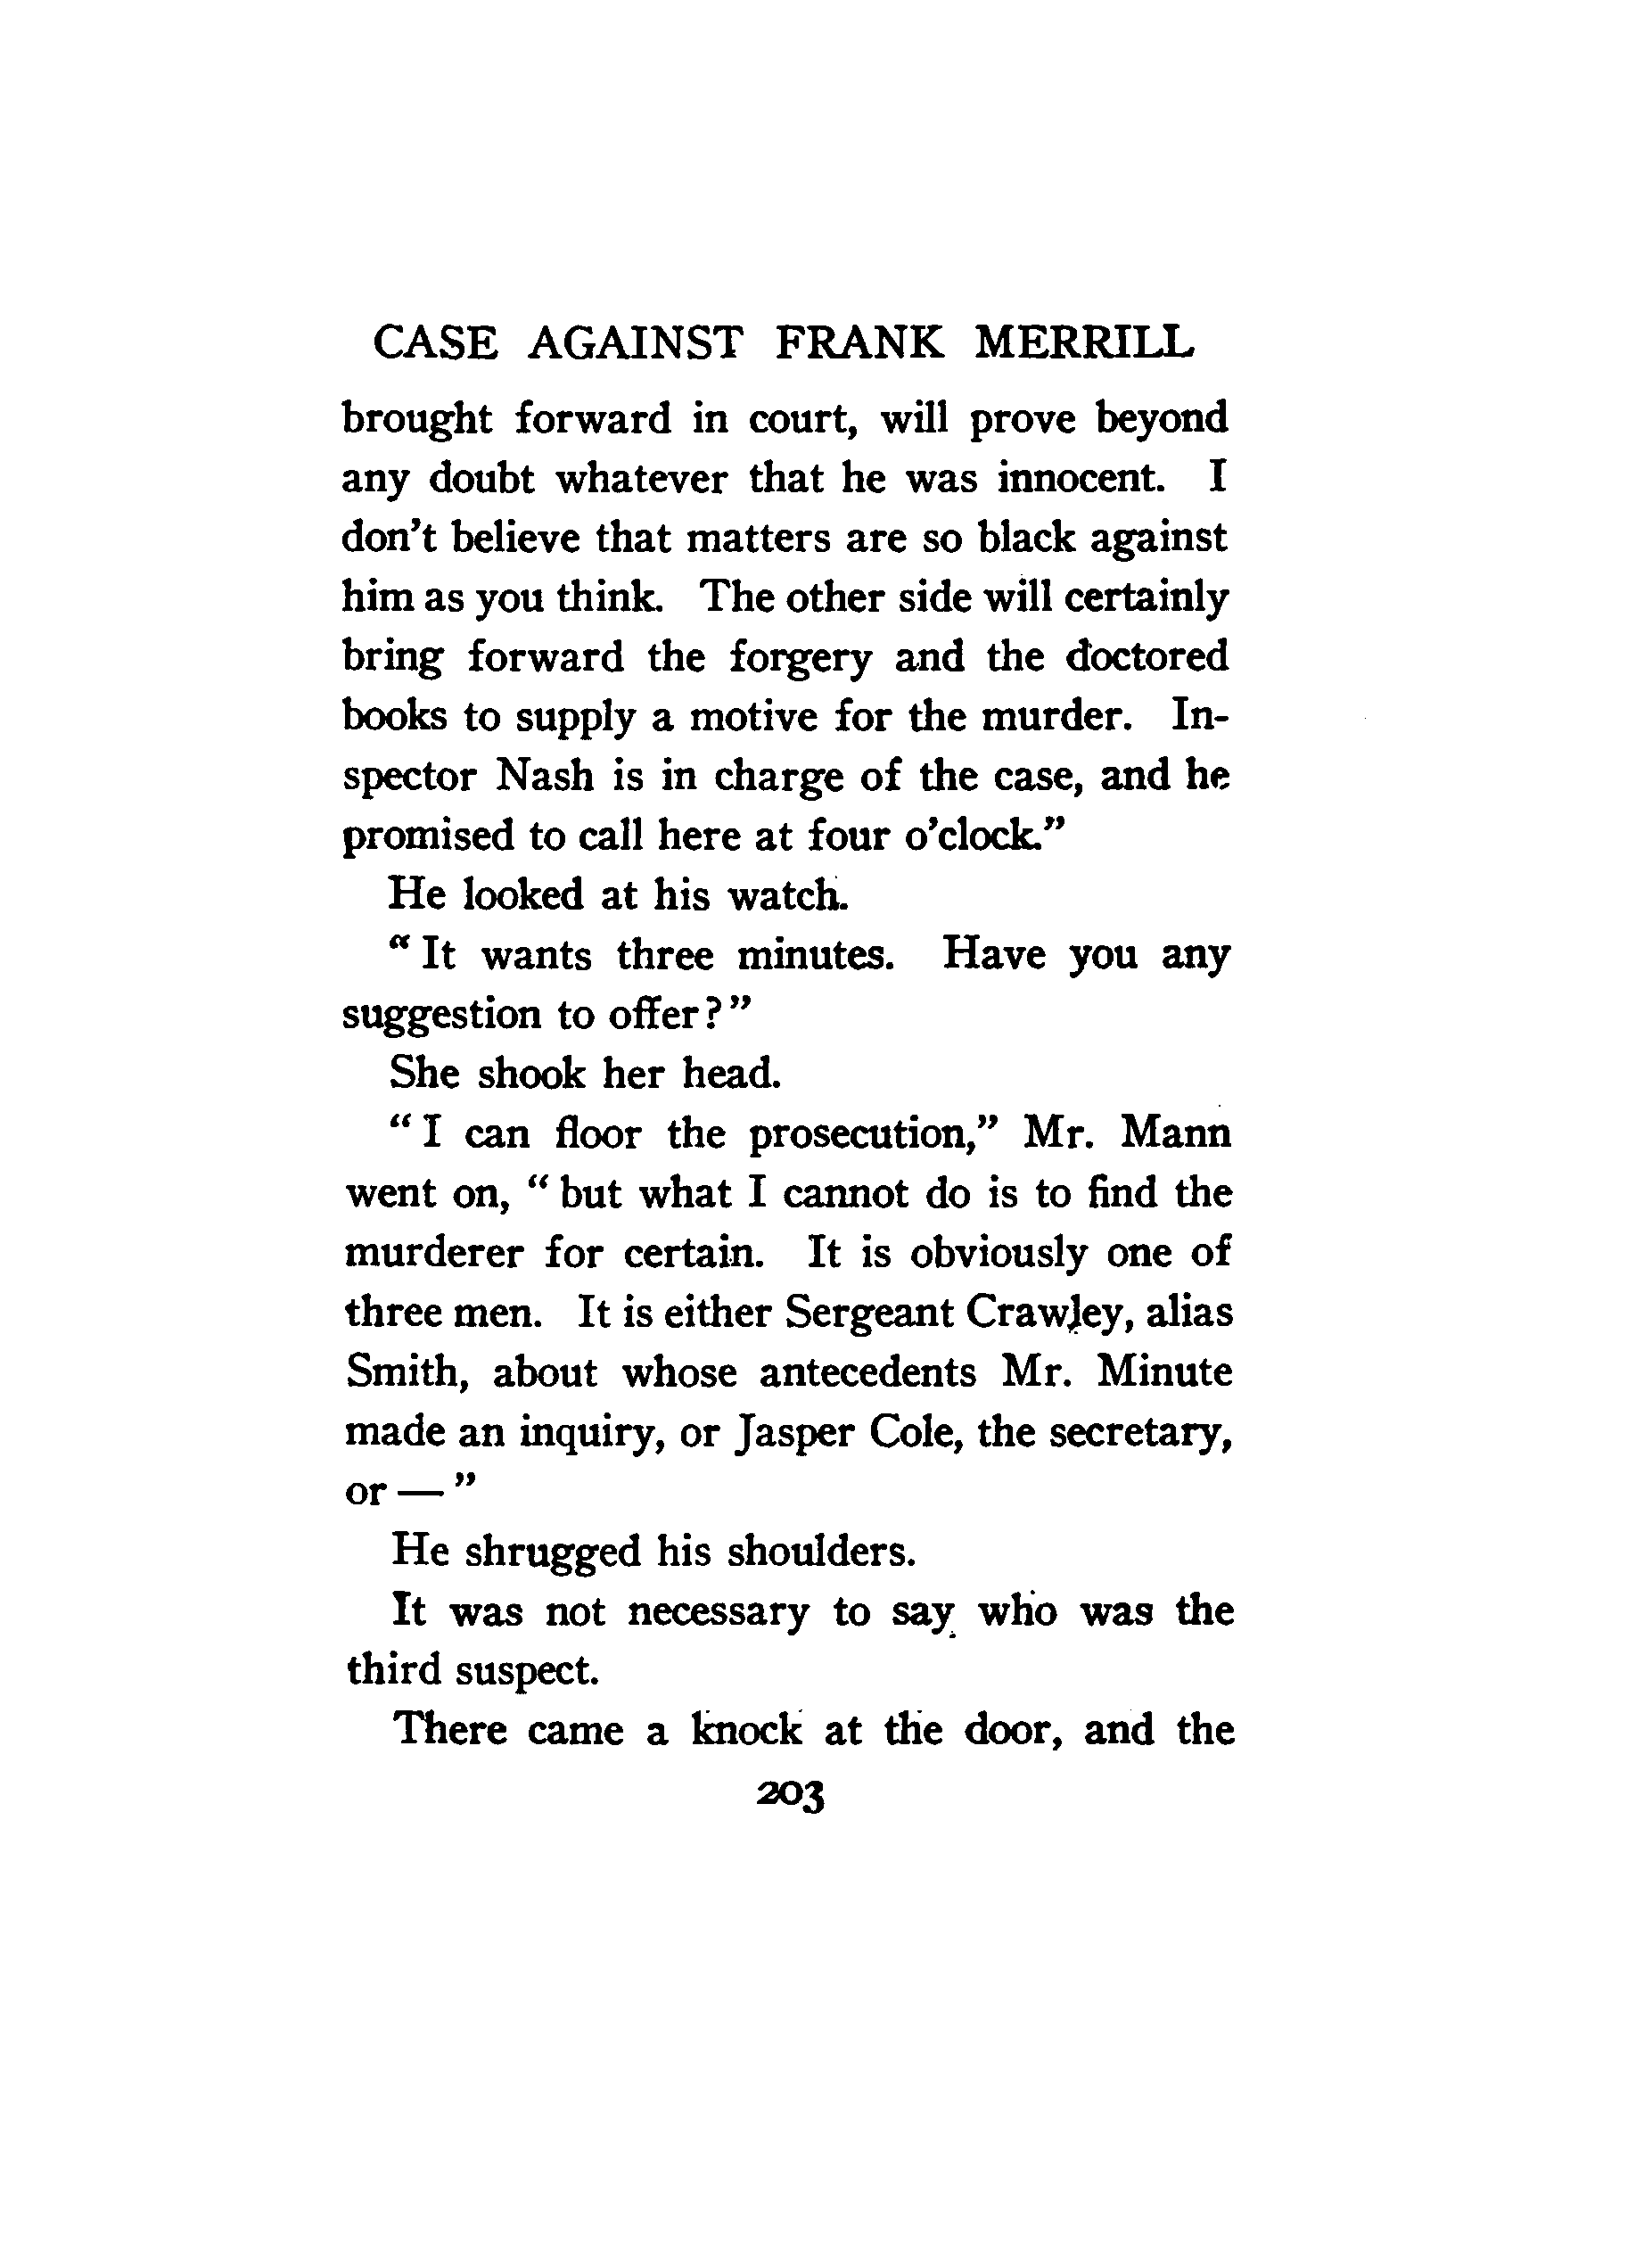 CASE AGAINST FRANK MERRILL
brought forward in court, will prove beyond
any doubt whatever that he was innocent. I
don't believe that matters are so black against
him as you think. The other side will certainly
bring forward the forgery and the doctored
books to supply a motive for the murder. In-
spector Nash is in charge of the case, and he
promised to call here at four o'clock."
He looked at his watch.
"It wants three minutes. Have you any
suggestion to offer?"
She shook her head.
"I can floor the prosecution," Mr. Mann
went on, "but what I cannot do is to find the
murderer for certain. It is obviously one of
three men. It is either Sergeant Crawley, alias
Smith, about whose antecedents Mr. Minute
made an inquiry, or Jasper Cole, the secretary,
or — "
He shrugged his shoulders.
It was not necessary to say who was the
third suspect.
There came a knock at the door, and the
203